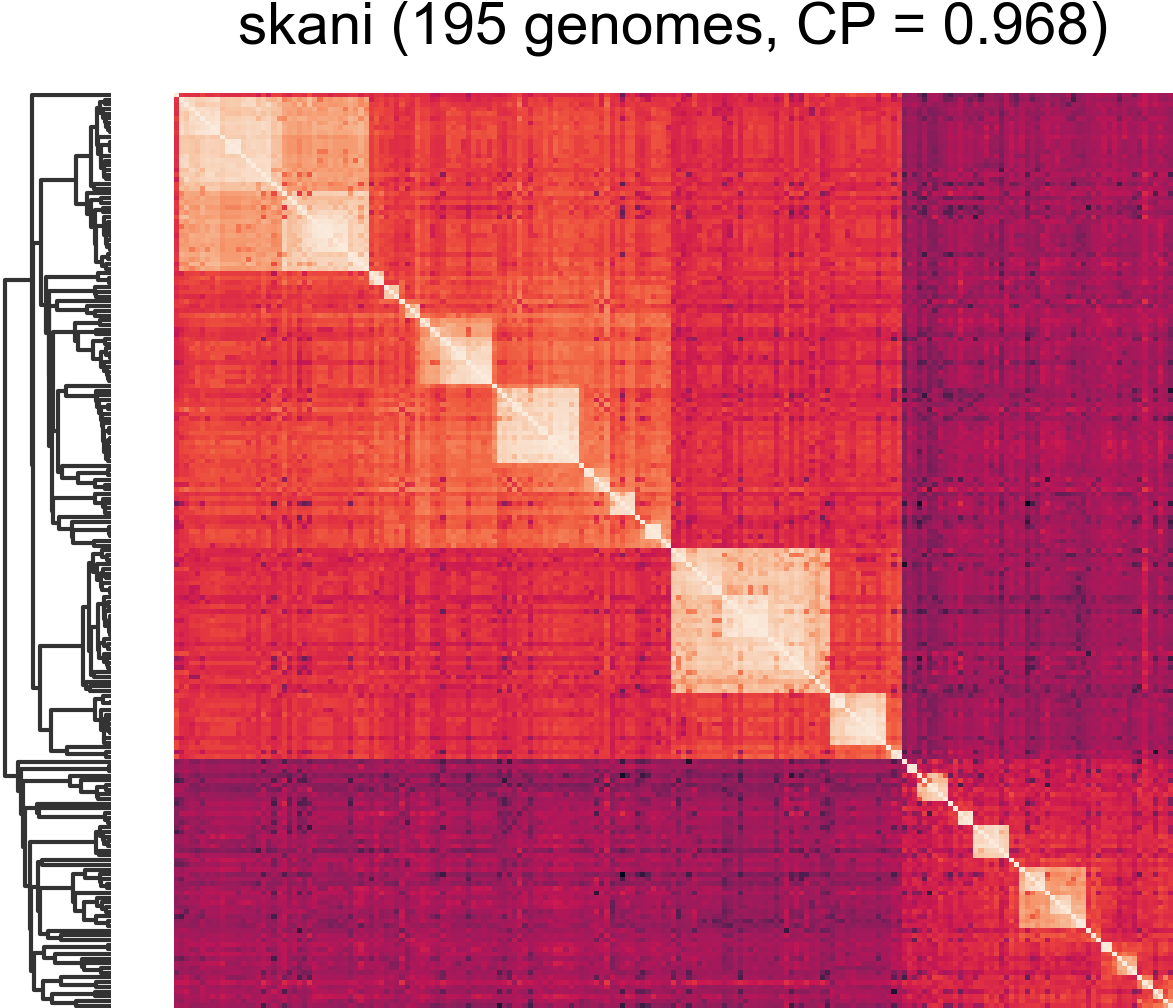 skani (195 genomes, CP = 0.968)